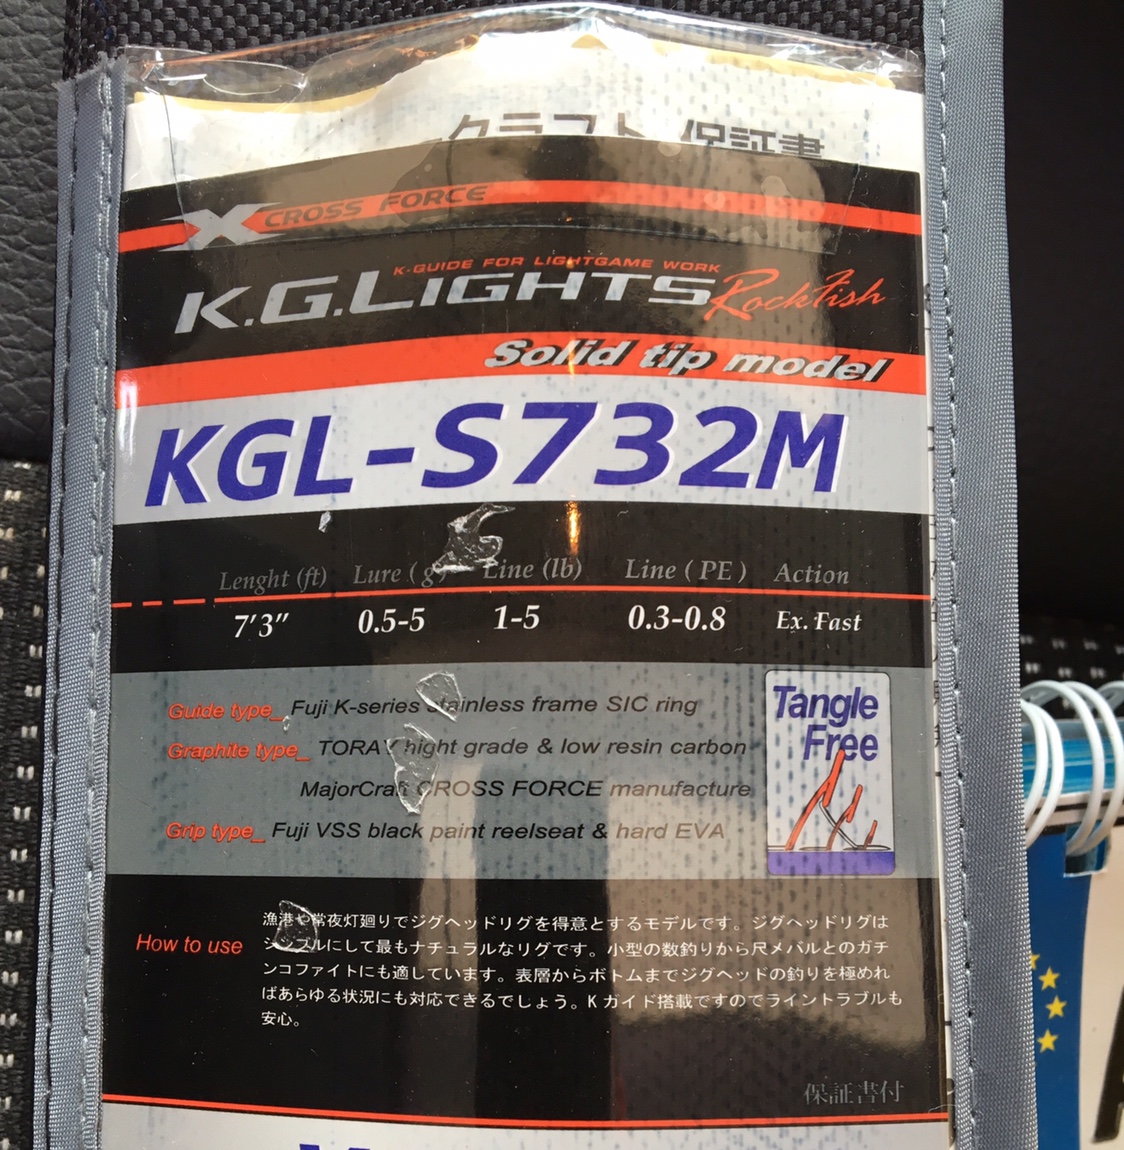 クラフト 保証書
X CROSS FORCE
K-GUIDE FOR LIGHTGAME WORK
K.G.LIGHTS RockFish
Solid tip model
KGL-S732M
Lenght (ft) Lure ( g) Line (lb) Line ( PE ) Action
7'3" 0.5-5 1-5 0.3-0.8 Ex. Fast
Guide type_ Fuji K-series stainless frame SIC ring
Graphite type_ TORAY hight grade & low resin carbon
MajorCraft CROSS FORCE manufacture
Grip type_ Fuji VSS black paint reelseat & hard EVA
Tangle
Free
How to use
漁港や常夜灯廻りでジグヘッドリグを得意とするモデルです。ジグヘッドリグは
シンプルにして最もナチュラルなリグです。小型の数釣りから尺メバルとのガチ
ンコファイトにも適しています。表層からボトムまでジグヘッドの釣りを極めれ
ばあらゆる状況にも対応できるでしょう。Kガイド搭載ですのでライントラブルも
安心。
保証書付